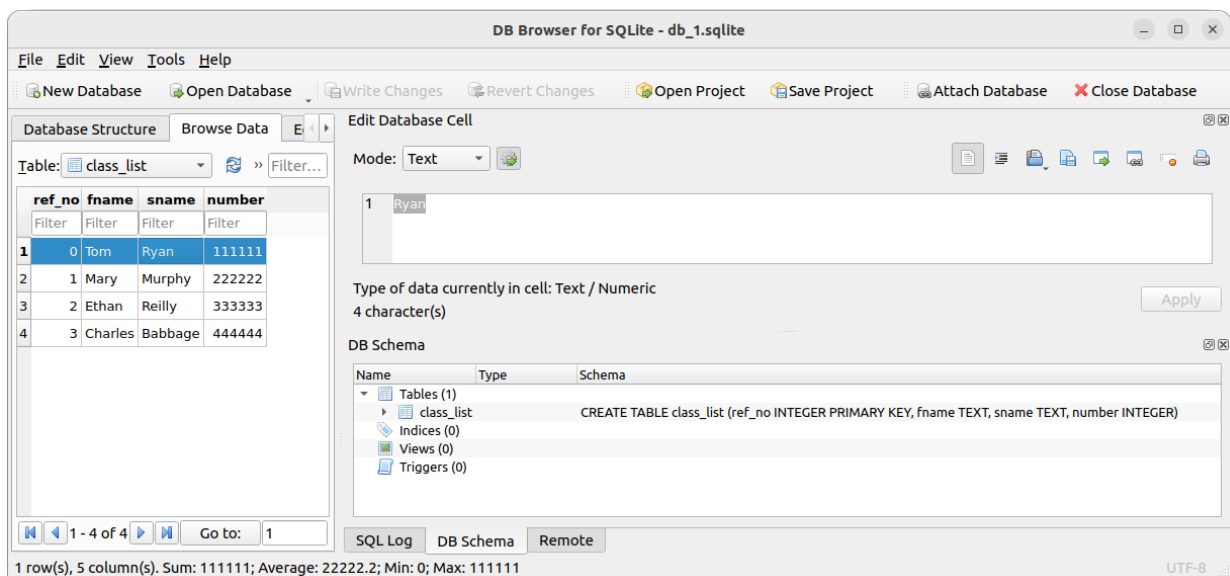 DB Browser for SQLite - db_1.sqlite
File Edit View Tools Help
New Database Open Database Write Changes Revert Changes Open Project Save Project Attach Database Close Database
Database Structure Browse Data
Table: class_list » Filter...
ref_no fname sname number
Filter Filter Filter Filter
1 0 Tom Ryan 111111
2 1 Mary Murphy 222222
3 2 Ethan Reilly 333333
4 3 Charles Babbage 444444
1 - 4 of 4 Go to: 1
Edit Database Cell
Mode: Text
1 Ryan
Type of data currently in cell: Text / Numeric
4 character(s)
Apply
DB Schema
Name Type Schema
Tables (1)
class_list CREATE TABLE class_list (ref_no INTEGER PRIMARY KEY, fname TEXT, sname TEXT, number INTEGER)
Indices (0)
Views (0)
Triggers (0)
SQL Log DB Schema Remote
1 row(s), 5 column(s). Sum: 111111; Average: 22222.2; Min: 0; Max: 111111 UTF-8